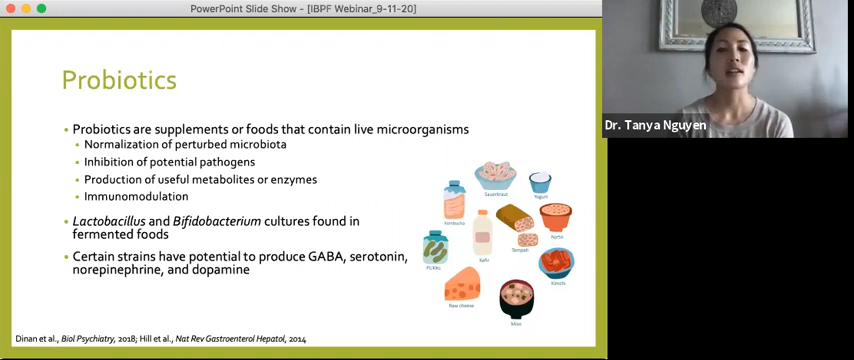 PowerPoint Slide Show - [IBPF Webinar_9-11-20]
Probiotics
• Probiotics are supplements or foods that contain live microorganisms
• Normalization of perturbed microbiota
• Inhibition of potential pathogens
• Production of useful metabolites or enzymes
• Immunomodulation
• Lactobacillus and Bifidobacterium cultures found in
fermented foods
• Certain strains have potential to produce GABA, serotonin,
norepinephrine, and dopamine
Sauerkraut
Yogurt
Kombucha
Natto
Tempeh
Kefir
Pickles
Kimchi
Raw cheese
Miso
Dinan et al., Biol Psychiatry, 2018; Hill et al., Nat Rev Gastroenterol Hepatol, 2014
Dr. Tanya Nguyen